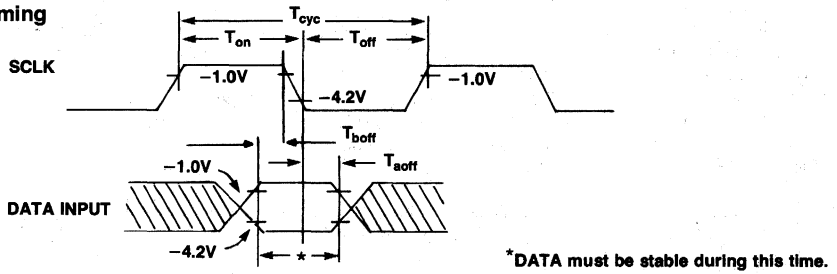 ming
Tcyc
Ton
Toff
SCLK
−1.0V
−1.0V
−4.2V
Tboff
−1.0V
Taoff
DATA INPUT
−4.2V
*
*DATA must be stable during this time.